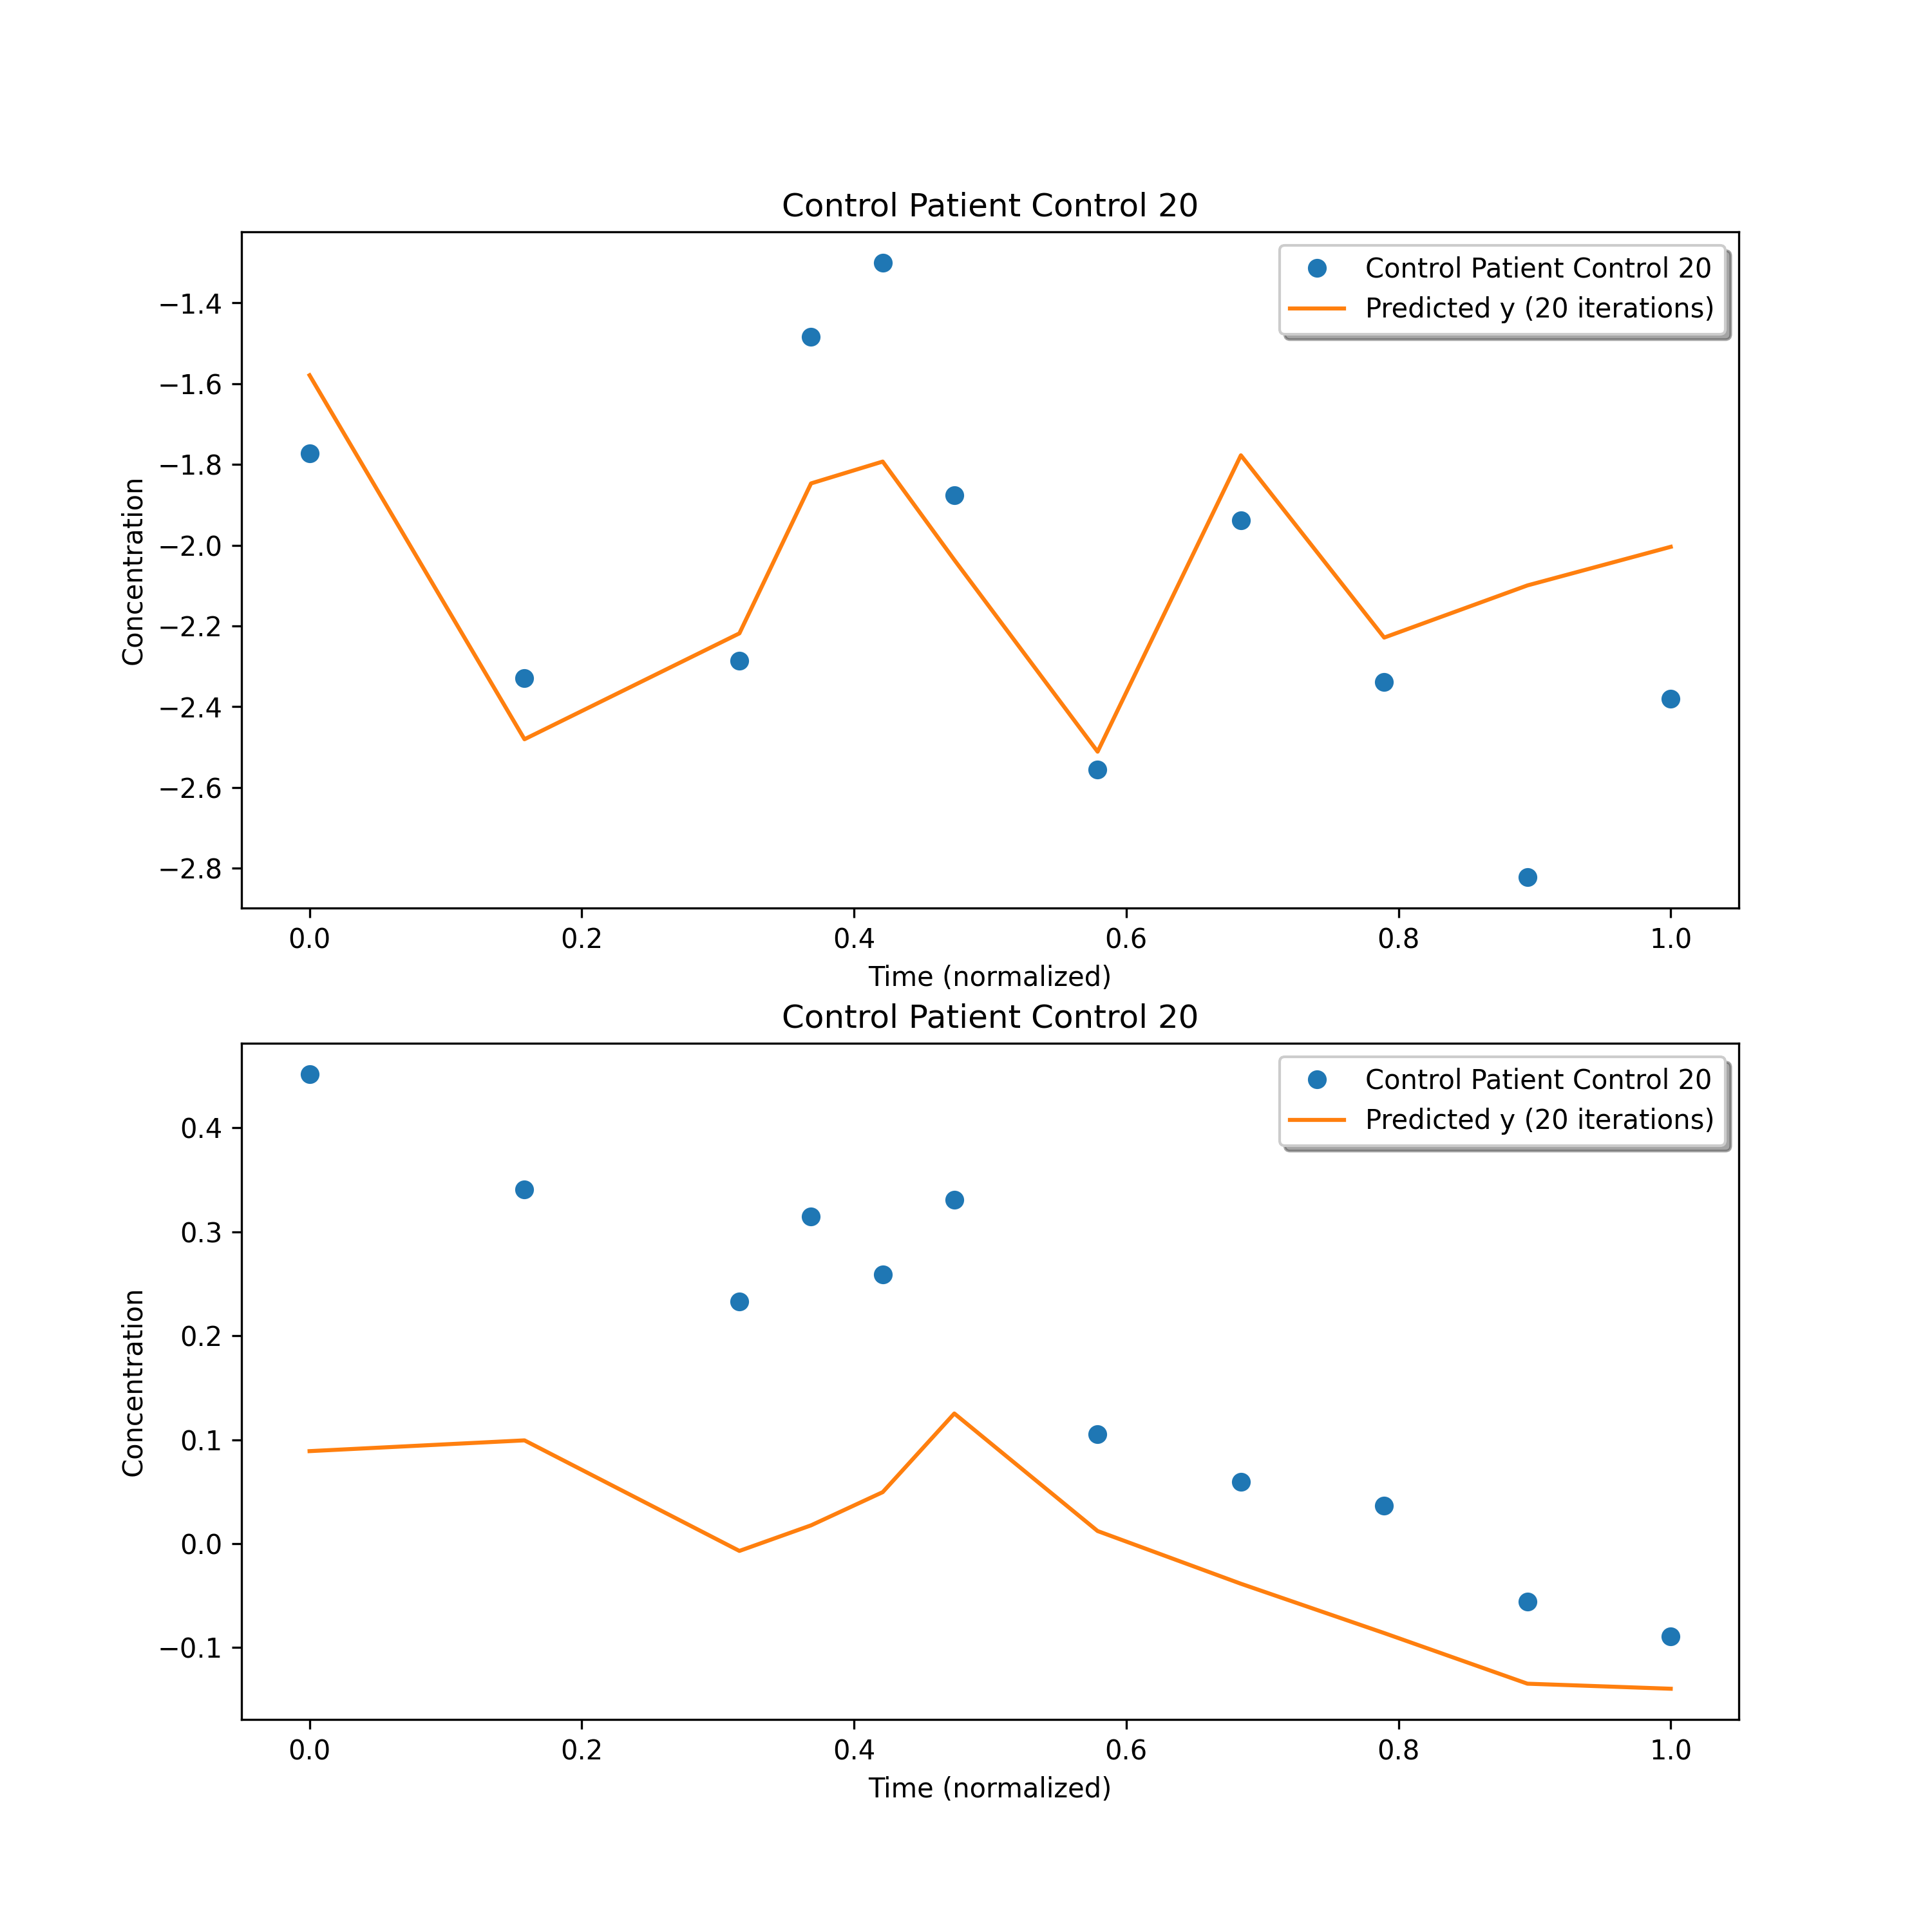 Control Patient Control 20
Control Patient Control 20
Predicted y (20 iterations)
Concentration
−1.4
−1.6
−1.8
−2.0
−2.2
−2.4
−2.6
−2.8
0.0 0.2 0.4 0.6 0.8 1.0
Time (normalized)
Control Patient Control 20
Control Patient Control 20
Predicted y (20 iterations)
Concentration
0.4
0.3
0.2
0.1
0.0
−0.1
0.0 0.2 0.4 0.6 0.8 1.0
Time (normalized)